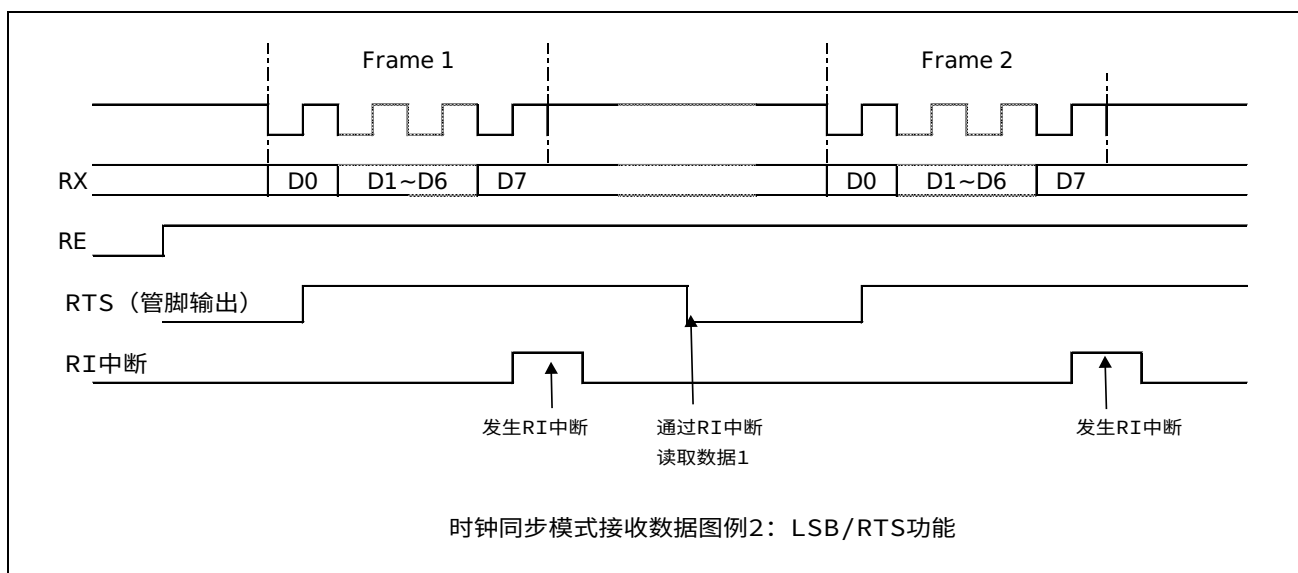 Frame 1
Frame 2
RX
D0
D1~D6
D7
D0
D1~D6
D7
RE
RTS（管脚输出）
RI中断
发生RI中断
通过RI中断
读取数据1
发生RI中断
时钟同步模式接收数据图例2：LSB/RTS功能